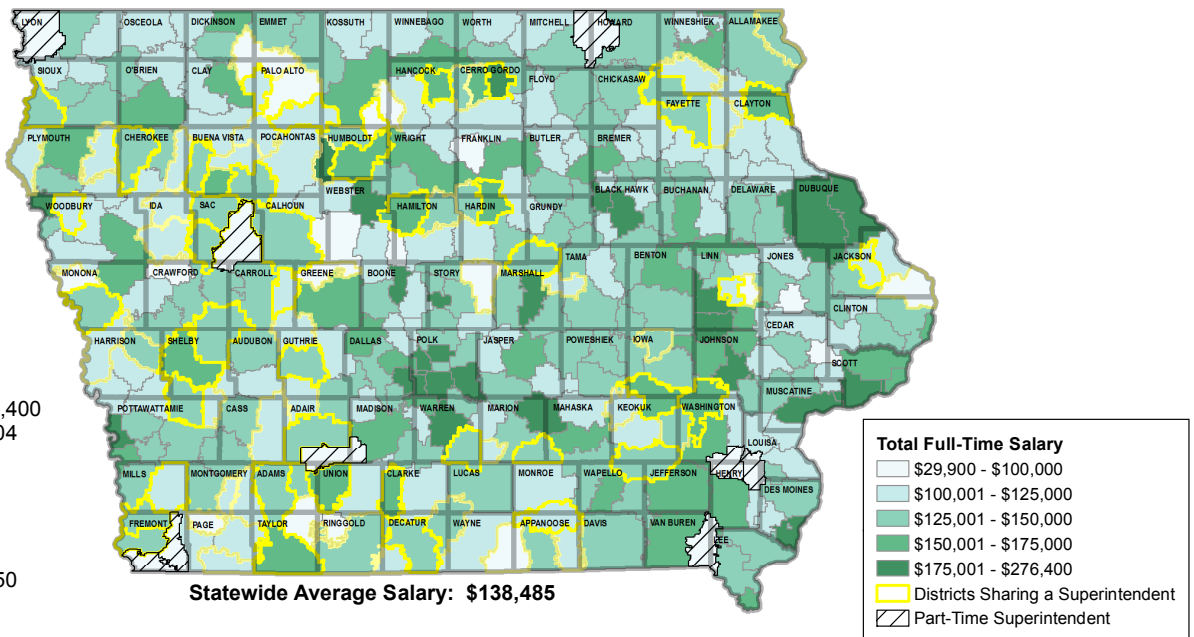 LYON OSCEOLA DICKINSON EMMET KOSSUTH WINNEBAGO WORTH MITCHELL HOWARD WINNESHIEK ALLAMAKEE
SIOUX O'BRIEN CLAY PALO ALTO HANCOCK CERRO GORDO FLOYD CHICKASAW
FAYETTE CLAYTON
PLYMOUTH CHEROKEE BUENA VISTA POCAHONTAS HUMBOLDT WRIGHT FRANKLIN BUTLER BREMER
WEBSTER BLACK HAWK BUCHANAN DELAWARE DUBUQUE
WOODBURY IDA SAC CALHOUN HAMILTON HARDIN GRUNDY
TAMA BENTON LINN JONES JACKSON
MONONA CRAWFORD CARROLL GREENE BOONE STORY MARSHALL
CLINTON
CEDAR
HARRISON SHELBY AUDUBON GUTHRIE DALLAS POLK JASPER POWESHIEK IOWA JOHNSON
SCOTT
MUSCATINE
,400
POTTAWATTAMIE CASS ADAIR MADISON WARREN MARION MAHASKA KEOKUK WASHINGTON
04
LOUISA
MILLS MONTGOMERY ADAMS UNION CLARKE LUCAS MONROE WAPELLO JEFFERSON HENRY
DES MOINES
FREMONT PAGE TAYLOR RINGGOLD DECATUR WAYNE APPANOOSE DAVIS VAN BUREN LEE
50
Statewide Average Salary: $138,485
Total Full-Time Salary
$29,900 - $100,000
$100,001 - $125,000
$125,001 - $150,000
$150,001 - $175,000
$175,001 - $276,400
Districts Sharing a Superintendent
Part-Time Superintendent